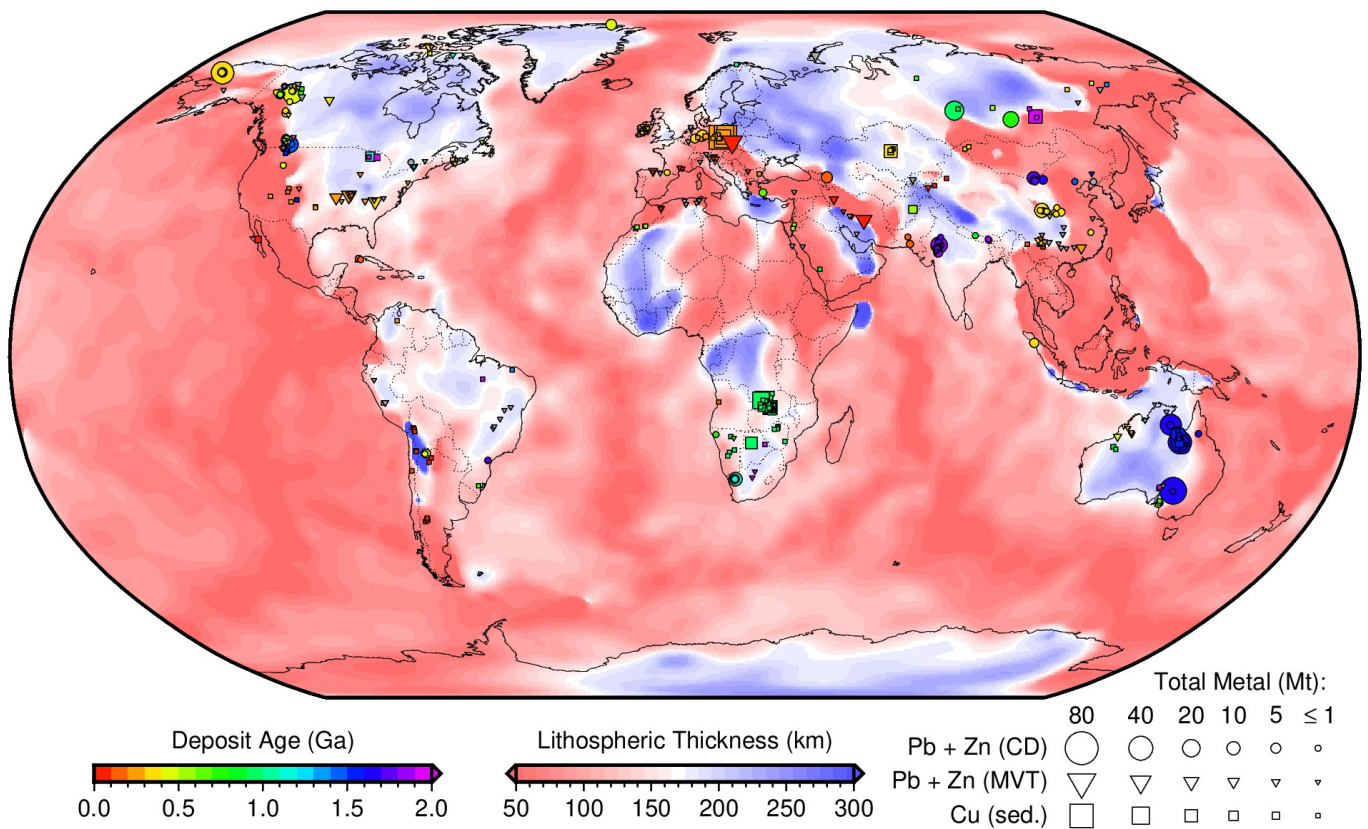 Total Metal (Mt):
80 40 20 10 5 ≤ 1
Deposit Age (Ga)
Lithospheric Thickness (km)
Pb + Zn (CD)
Pb + Zn (MVT)
Cu (sed.)
0.0 0.5 1.0 1.5 2.0
50 100 150 200 250 300